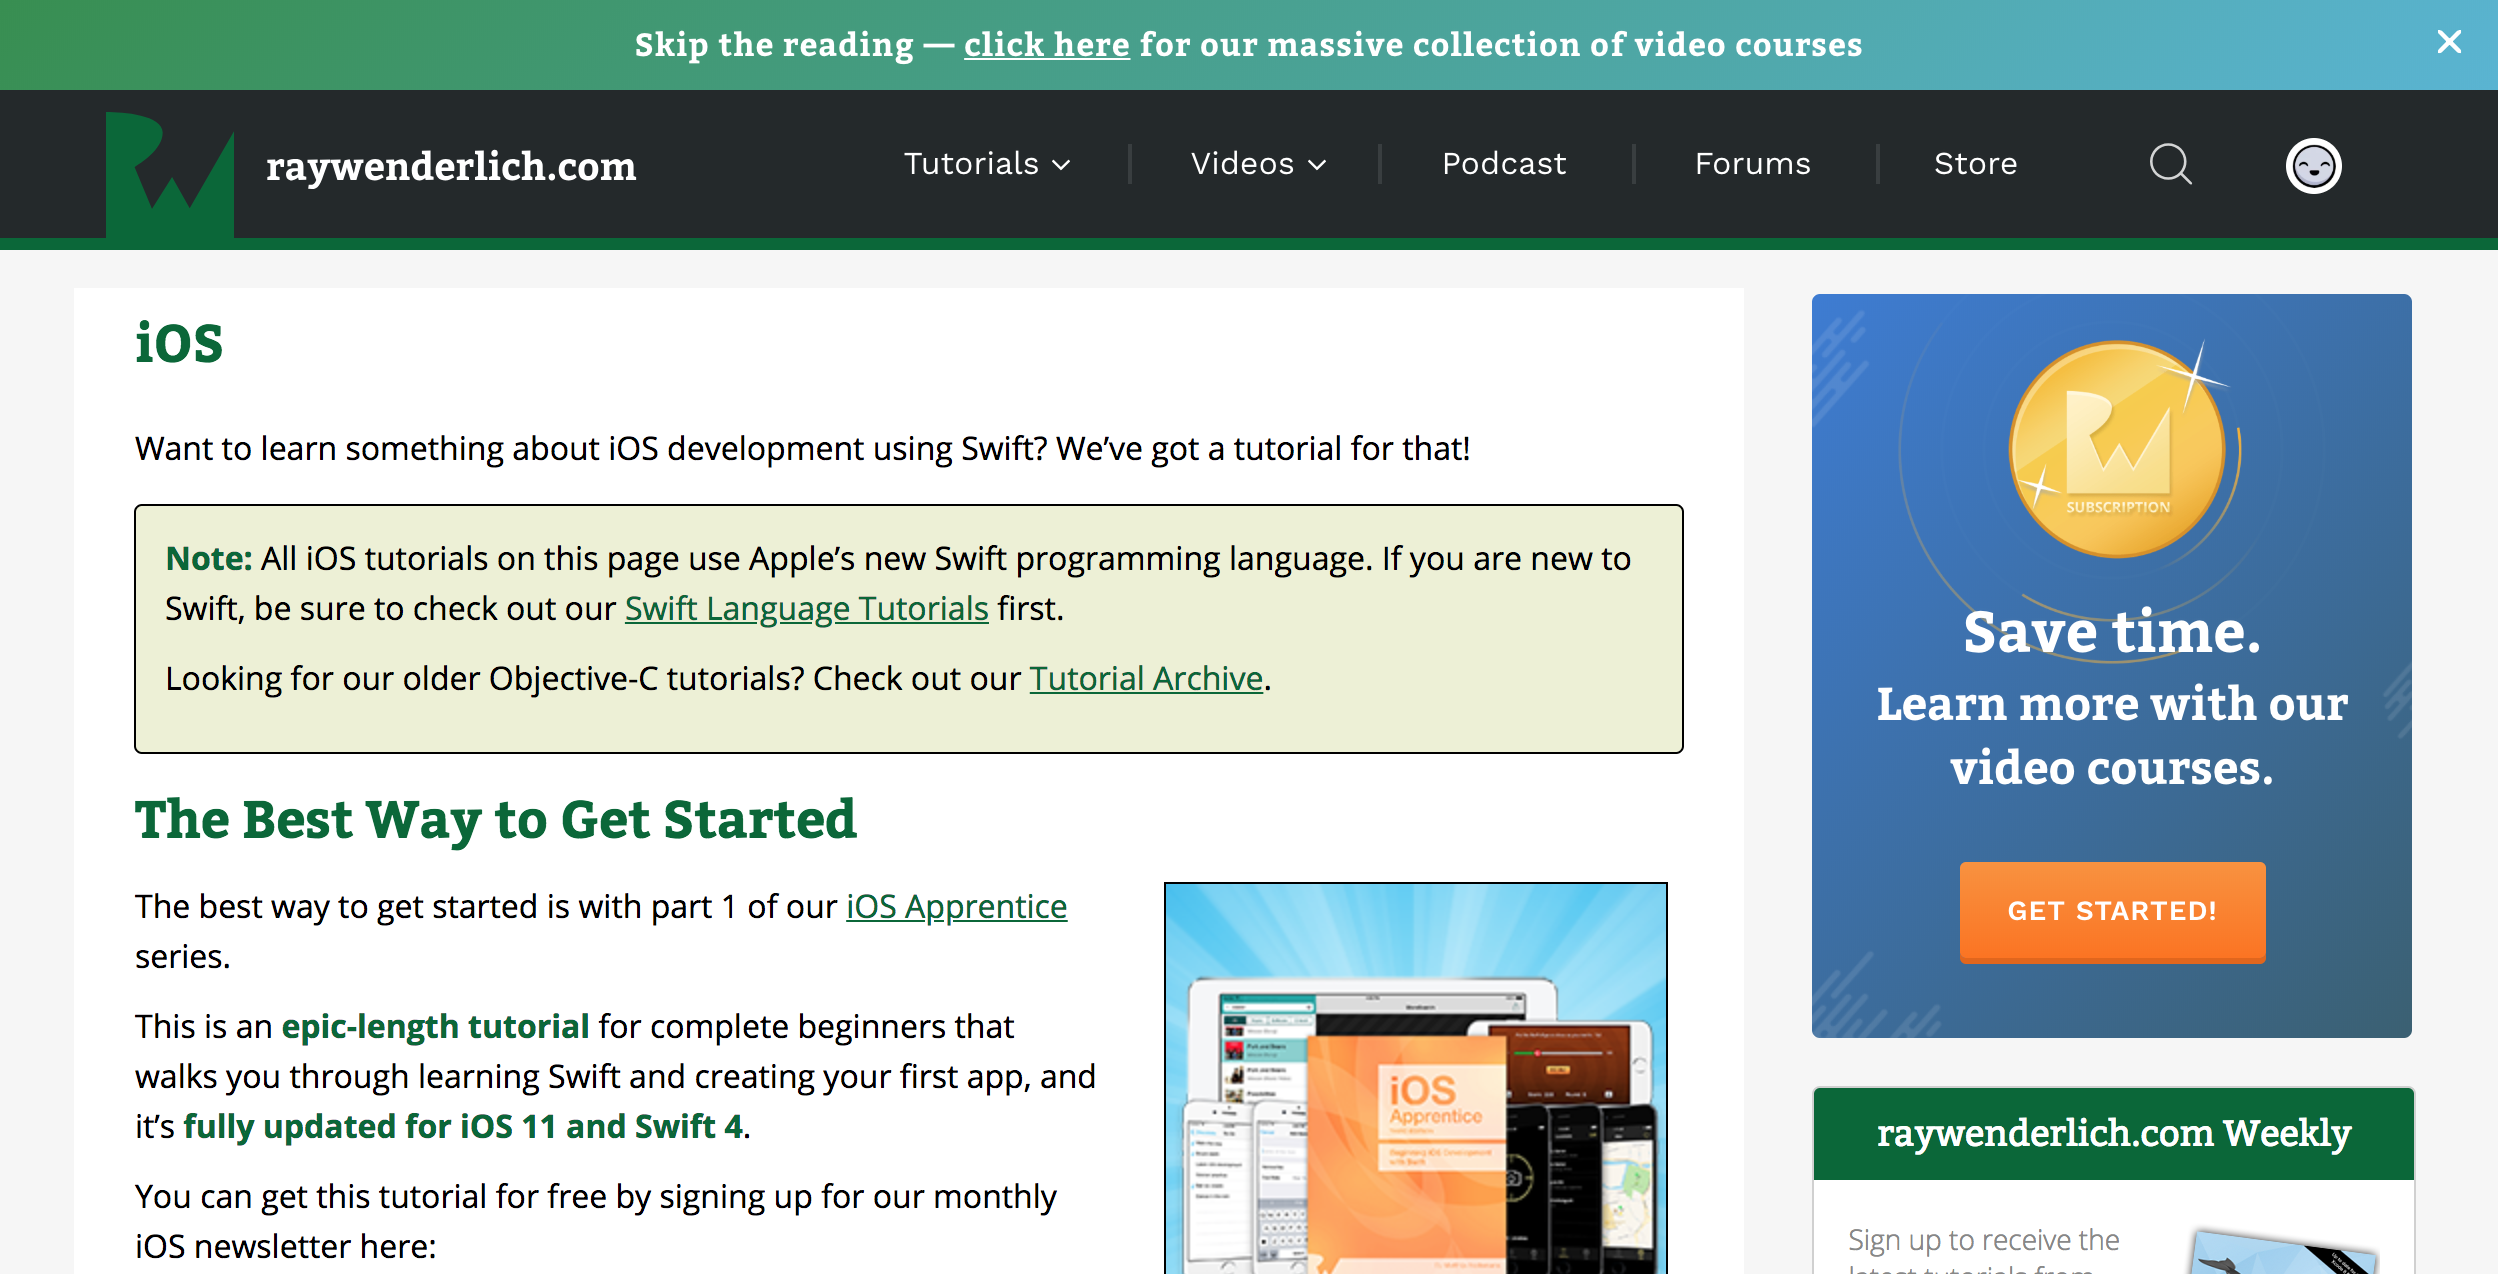 Skip the reading — click here for our massive collection of video courses
raywenderlich.com
Tutorials
Videos
Podcast
Forums
Store
iOS
Want to learn something about iOS development using Swift? We’ve got a tutorial for that!
Note: All iOS tutorials on this page use Apple’s new Swift programming language. If you are new to
Swift, be sure to check out our Swift Language Tutorials first.
Looking for our older Objective-C tutorials? Check out our Tutorial Archive.
The Best Way to Get Started
The best way to get started is with part 1 of our iOS Apprentice
series.
This is an epic-length tutorial for complete beginners that
walks you through learning Swift and creating your first app, and
it’s fully updated for iOS 11 and Swift 4.
You can get this tutorial for free by signing up for our monthly
iOS newsletter here:
iOS
Apprentice
Beginning iOS Development
with Swift
SUBSCRIPTION
Save time.
Learn more with our
video courses.
GET STARTED!
raywenderlich.com Weekly
Sign up to receive the
latest tutorials from